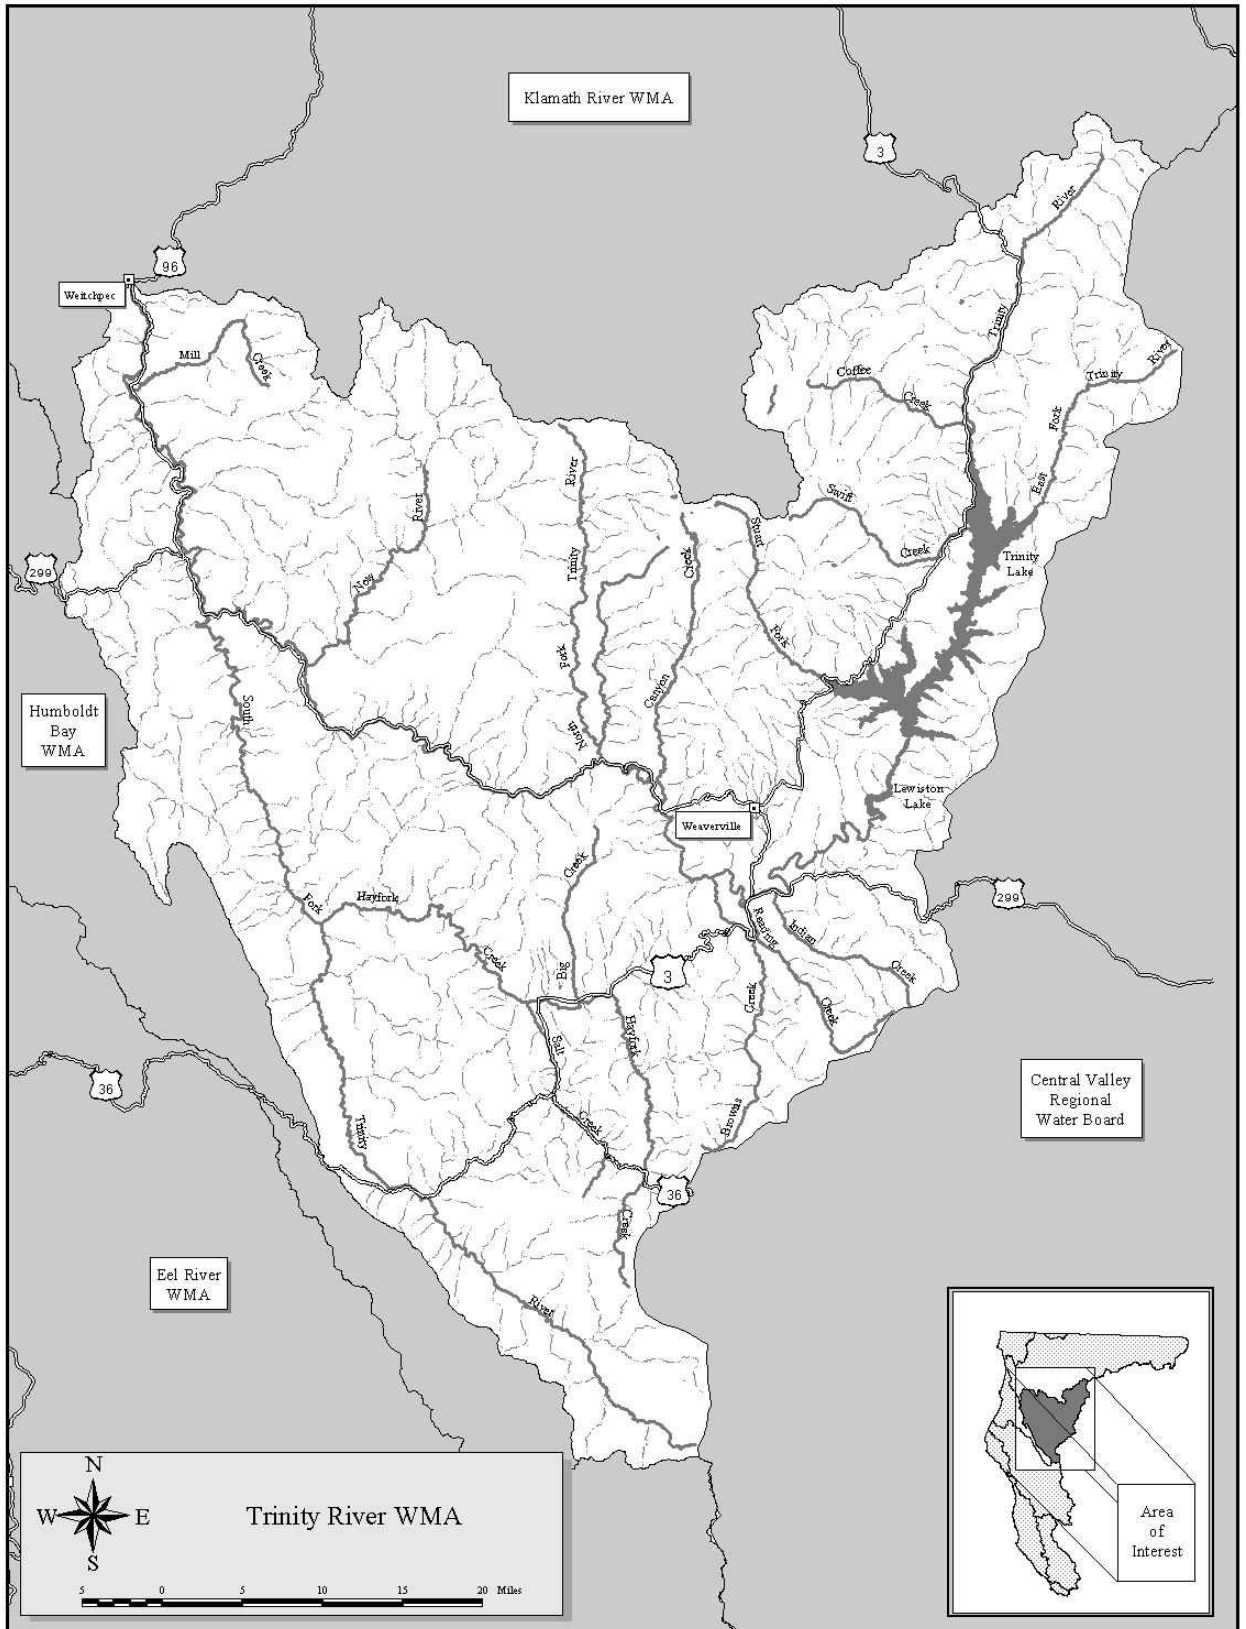 Klamath River WMA
3
River
96
Weitchpec
Trinity
River
Mill
Creek
Coffee
Trinity
Creek
Fork
River
River
East
Swiff
Stuart
Creek
Creek
Trinity
Trinity
Lake
299
New
Fork
Fork
Canyon
South
North
Humboldt
Bay
WMA
Lewiston
Lake
Weaverville
Creek
299
Hayfork
Fork
Reading
Indian
Creek
Creek
Big
3
Creek
Creek
Hayfork
Salt
Central Valley
Regional
Water Board
36
Browns
Creek
Trinity
36
Creek
Eel River
WMA
River
N
W E
S
Trinity River WMA
5 0 5 10 15 20 Miles
Area
of
Interest